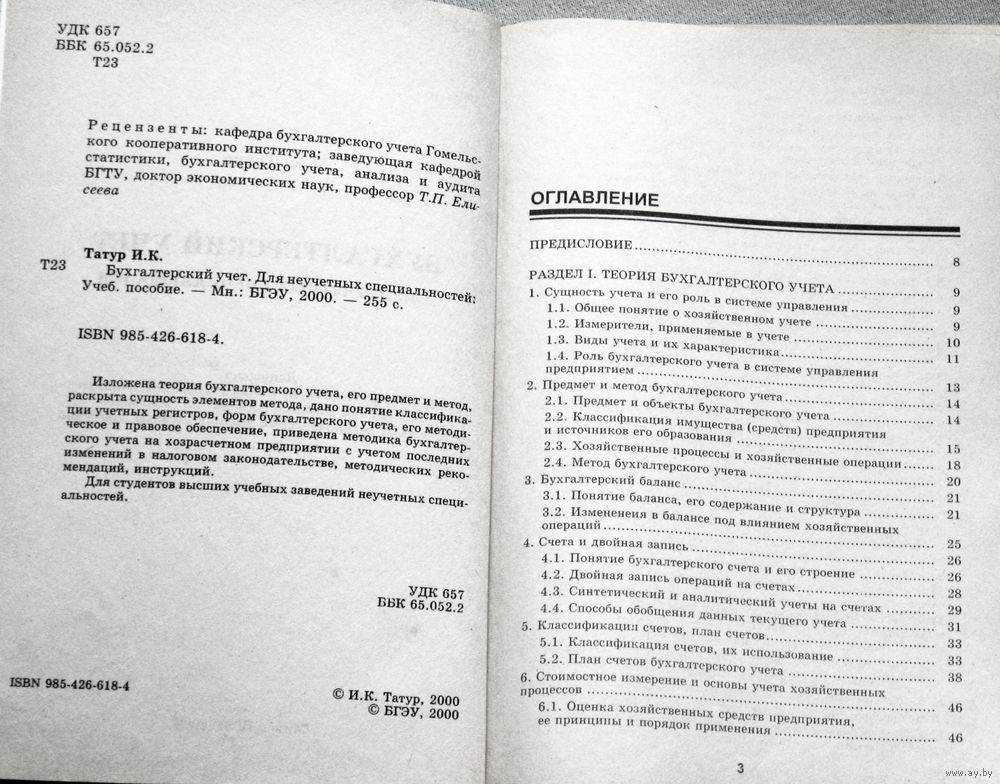 УДК 657
ББК 65.052.2
Т23
Рецензенты: кафедра бухгалтерского учета Гомельс-
кого кооперативного института; заведующая кафедрой
статистики, бухгалтерского учета, анализа и аудита
БГТУ, доктор экономических наук, профессор Т.П. Ели-
сеева
Татур И.К.
Т23 Бухгалтерский учет. Для неучетных специальностей:
Учеб. пособие. — Мн.: БГЭУ, 2000. — 255 с.
ISBN 985-426-618-4.
Изложена теория бухгалтерского учета, его предмет и метод,
раскрыта сущность элементов метода, дано понятие классифика-
ции учетных регистров, форм бухгалтерского учета, его методи-
ческое и правовое обеспечение, приведена методика бухгалтер-
ского учета на хозрасчетном предприятии с учетом последних
изменений в налоговом законодательстве, методических реко-
мендаций, инструкций.
Для студентов высших учебных заведений неучетных специ-
альностей.
УДК 657
ББК 65.052.2
ISBN 985-426-618-4
© И.К. Татур, 2000
© БГЭУ, 2000
ОГЛАВЛЕНИЕ
ПРЕДИСЛОВИЕ ........ 8
РАЗДЕЛ I. ТЕОРИЯ БУХГАЛТЕРСКОГО УЧЕТА ........ 9
1. Сущность учета и его роль в системе управления ........ 9
1.1. Общее понятие о хозяйственном учете ........ 9
1.2. Измерители, применяемые в учете ........ 10
1.3. Виды учета и их характеристика ........ 11
1.4. Роль бухгалтерского учета в системе управления
предприятием ........ 13
2. Предмет и метод бухгалтерского учета ........ 14
2.1. Предмет и объекты бухгалтерского учета ........ 14
2.2. Классификация имущества (средств) предприятия
и источников его образования ........ 15
2.3. Хозяйственные процессы и хозяйственные операции ........ 18
2.4. Метод бухгалтерского учета ........ 20
3. Бухгалтерский баланс ........ 21
3.1. Понятие баланса, его содержание и структура ........ 21
3.2. Измененеия в балансе под влиянием хозяйственных
операций ........ 25
4. Счета и двойная запись ........ 26
4.1. Понятие бухгалтерского счета и его строение ........ 26
4.2. Двойная запись операций на счетах ........ 28
4.3. Синтетический и аналитический учеты на счетах ........ 29
4.4. Способы обобщения данных текущего учета ........ 31
5. Классификация счетов, план счетов ........ 33
5.1. Классификация счетов, их использование ........ 33
5.2. План счетов бухгалтерского учета ........ 38
6. Стоимостное измерение и основы учета хозяйственных
процессов ........ 46
6.1. Оценка хозяйственных средств предприятия,
ее принципы и порядок применения ........ 46
3
www.ay.by